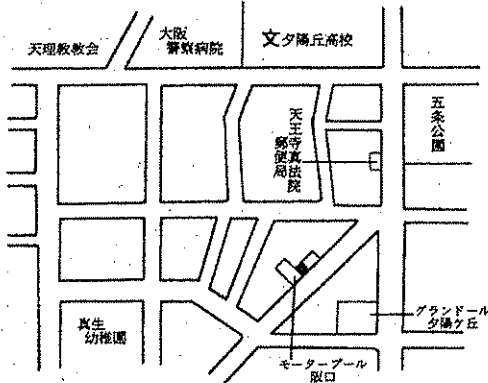 天理教教会
大阪
警察病院
文夕陽丘高校
五条公園
天王寺真法院
郵便局
真生
幼稚園
グランドール
夕陽ケ丘
モータープール
阪口